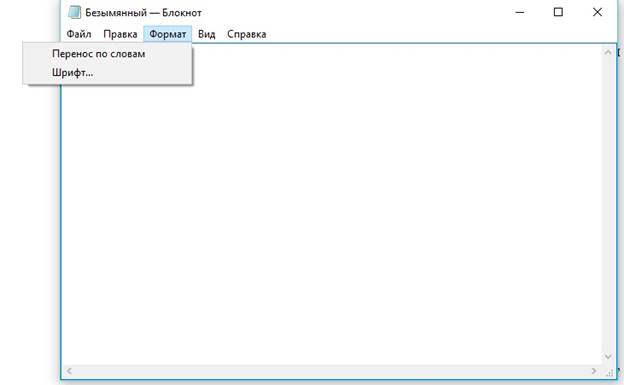 Безымянный — Блокнот
Файл Правка Формат Вид Справка
Перенос по словам
Шрифт...